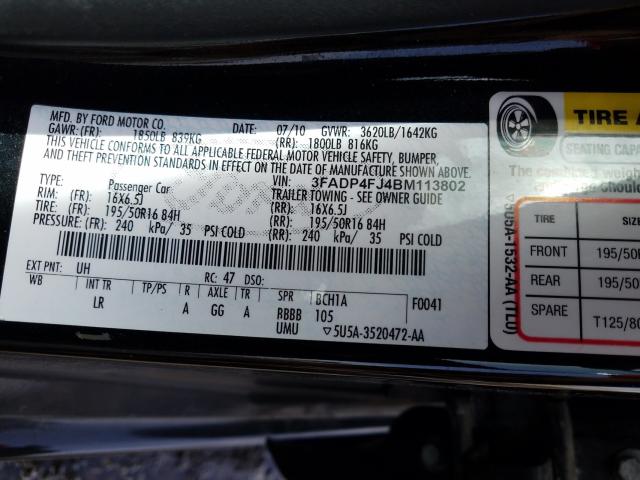 MFD. BY FORD MOTOR CO.
DATE: 07/10 GVWR: 3620LB/1642KG
GAWR: (FR): 1850LB 839KG (RR): 1800LB 816KG
THIS VEHICLE CONFORMS TO ALL APPLICABLE FEDERAL MOTOR VEHICLE SAFETY, BUMPER,
AND THEFT PREVENTION STANDARDS IN EFFECT ON THE DATE OF MANUFACTURE SHOWN ABOVE.
VIN: 3FADP4FJ4BM113802
TYPE: Passenger Car TRAILER TOWING - SEE OWNER GUIDE
RIM: (FR): 16X6.5J (RR): 16X6.5J
TIRE: (FR): 195/50R16 84H (RR): 195/50R16 84H
PRESSURE: (FR): 240 kPa/ 35 PSI COLD (RR): 240 kPa/ 35 PSI COLD
EXT PNT: UH RC: 47 DSO:
WB INT TR TP/PS R AXLE TR SPR BCH1A F0041
LR A GG A RBBB 105
UMU ▽5U5A-3520472-AA
▽5U5A-1532-AA (TL0)
TIRE A
The combined
Le poids
TIRE SIZE
FRONT 195/50
REAR 195/50
SPARE T125/80